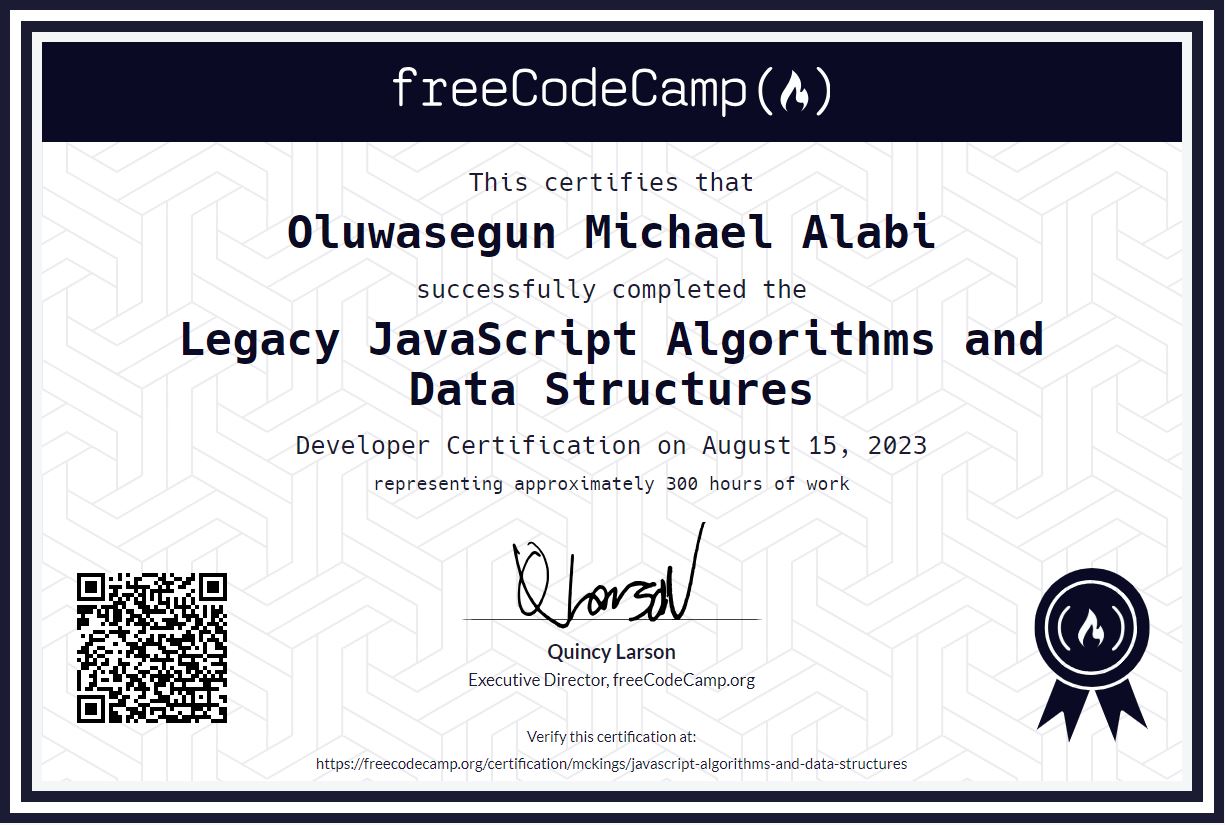 freeCodeCamp
This certifies that
Oluwasegun Michael Alabi
successfully completed the
Legacy JavaScript Algorithms and
Data Structures
Developer Certification on August 15, 2023
representing approximately 300 hours of work
Quincy Larson
Executive Director, freeCodeCamp.org
Verify this certification at:
https://freecodecamp.org/certification/mckings/javascript-algorithms-and-data-structures